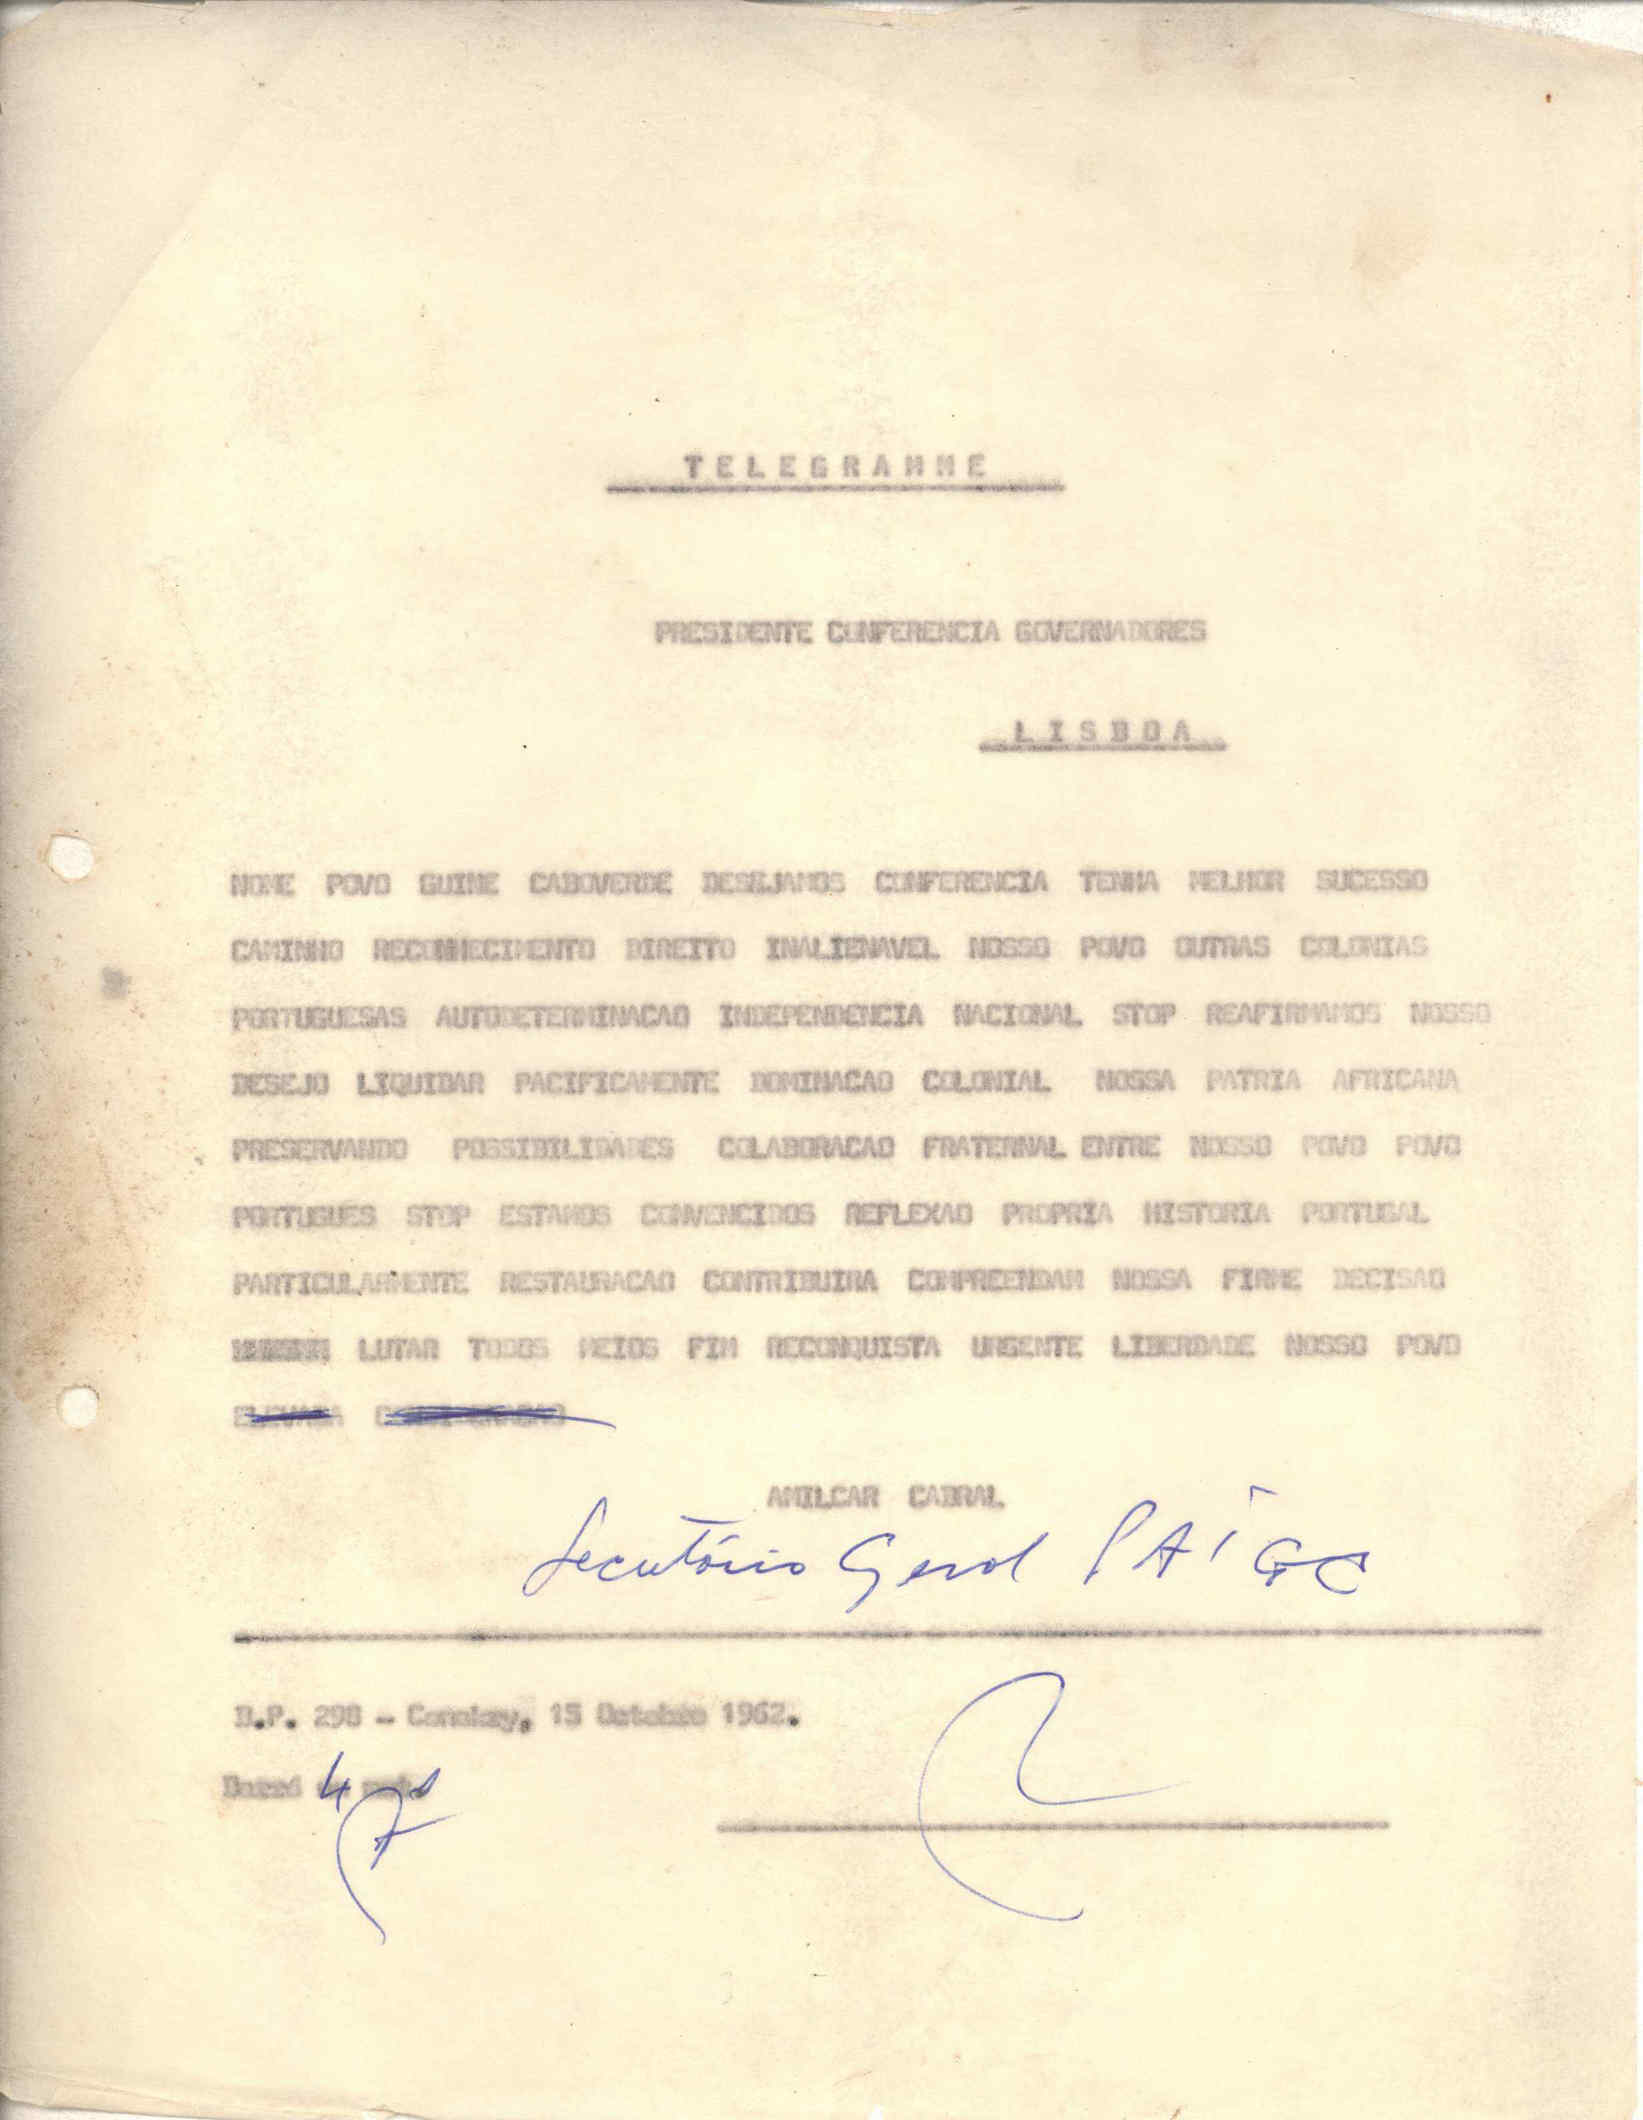 TELEGRAMME
PRESIDENTE CONFERENCIA GOVERNADORES
LISBOA
NOME POVO GUINE CABOVERDE DESEJAMOS CONFERENCIA TENHA MELHOR SUCESSO
CAMINHO RECONHECIMENTO DIREITO INALIENAVEL NOSSO POVO OUTRAS COLONIAS
PORTUGUESAS AUTODETERMINACAO INDEPENDENCIA NACIONAL STOP REAFIRMAMOS NOSSO
DESEJO LIQUIDAR PACIFICAMENTE DOMINACAO COLONIAL NOSSA PATRIA AFRICANA
PRESERVANDO POSSIBILIDADES COLABORACAO FRATERNAL ENTRE NOSSO POVO POVO
PORTUGUES STOP ESTAMOS CONVENCIDOS REFLEXAO PROPRIA HISTORIA PORTUGAL
PARTICULARMENTE RESTAURACAO CONTRIBUIRA COMPREENDAM NOSSA FIRME DECISAO
LUTAR TODOS MEIOS FIM RECONQUISTA URGENTE LIBERDADE NOSSO POVO
ELEVADA
AMILCAR CABRAL
Secretário Geral PAIGC
B.P. 298 - Conakry, 15 Octobre 1962.